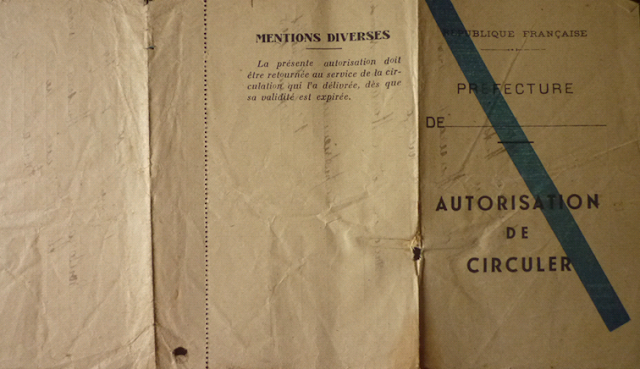 MENTIONS DIVERSES
La présente autorisation doit
être retournée au service de la cir-
culation qui l'a délivrée, dès que
sa validité est expirée.
RÉPUBLIQUE FRANÇAISE
PRÉFECTURE
DE
AUTORISATION
DE
CIRCULER